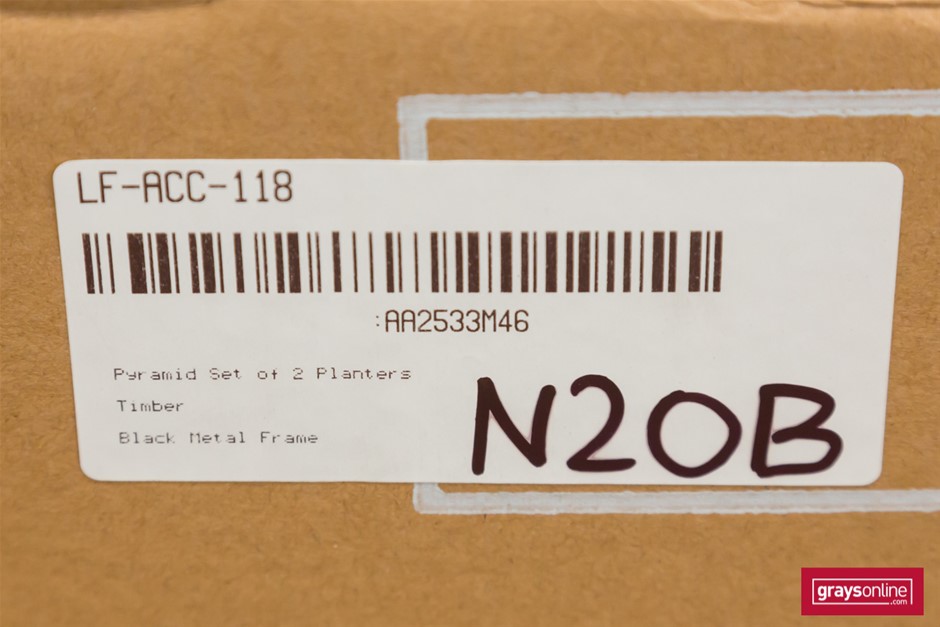 LF-ACC-118
:AA2533M46
Pyramid Set of 2 Planters
Timber
Black Metal Frame
N20B
graysonline
.com